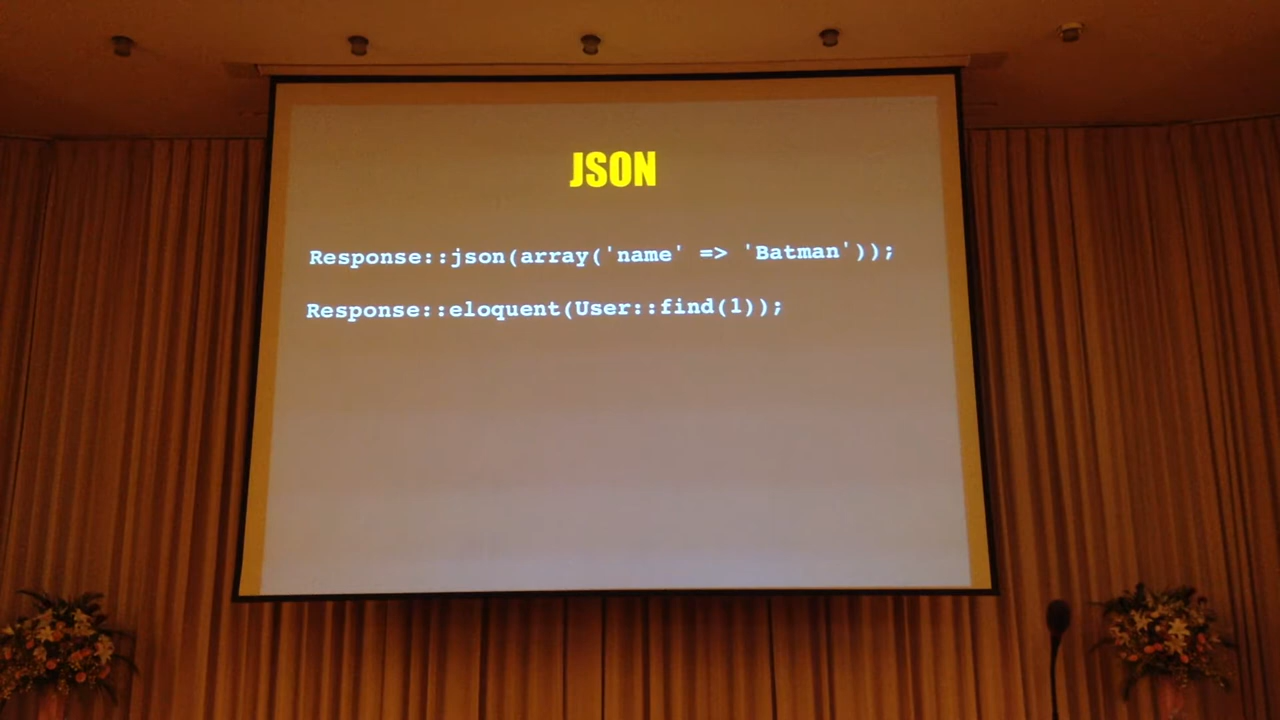 JSON
Response::json(array('name' => 'Batman'));
Response::eloquent(User::find(1));